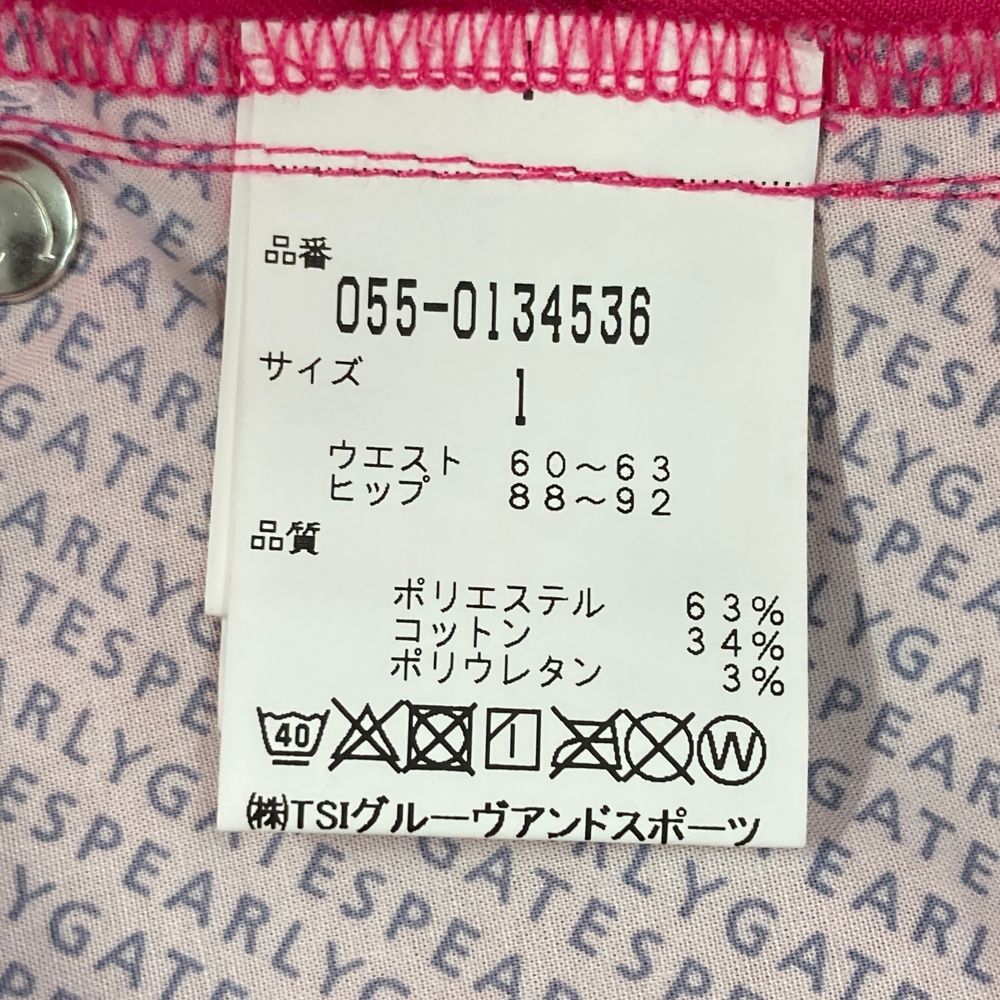 品番
055-0134536
サイズ
1
ウエスト 60～63
ヒップ 88～92
品質
ポリエステル 63%
コットン 34%
ポリウレタン 3%
40
W
㈱TSIグルーヴアンドスポーツ
PEARLYGATES